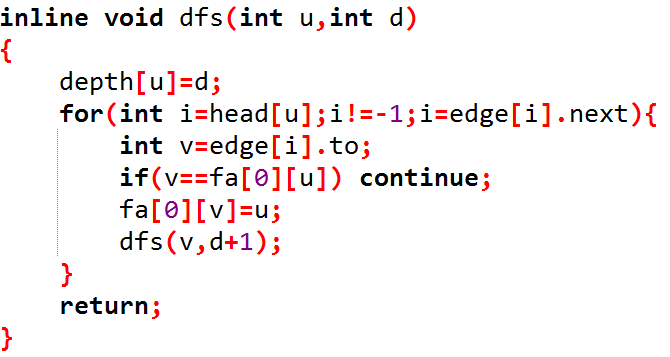 inline void dfs(int u,int d)
{
    depth[u]=d;
    for(int i=head[u];i!=-1;i=edge[i].next){
        int v=edge[i].to;
        if(v==fa[0][u]) continue;
        fa[0][v]=u;
        dfs(v,d+1);
    }
    return;
}